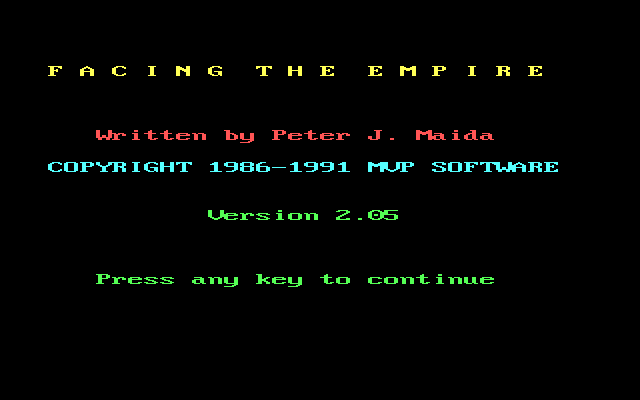 F A C I N G  T H E  E M P I R E
Written by Peter J. Maida
COPYRIGHT 1986-1991 MVP SOFTWARE
Version 2.05
Press any key to continue